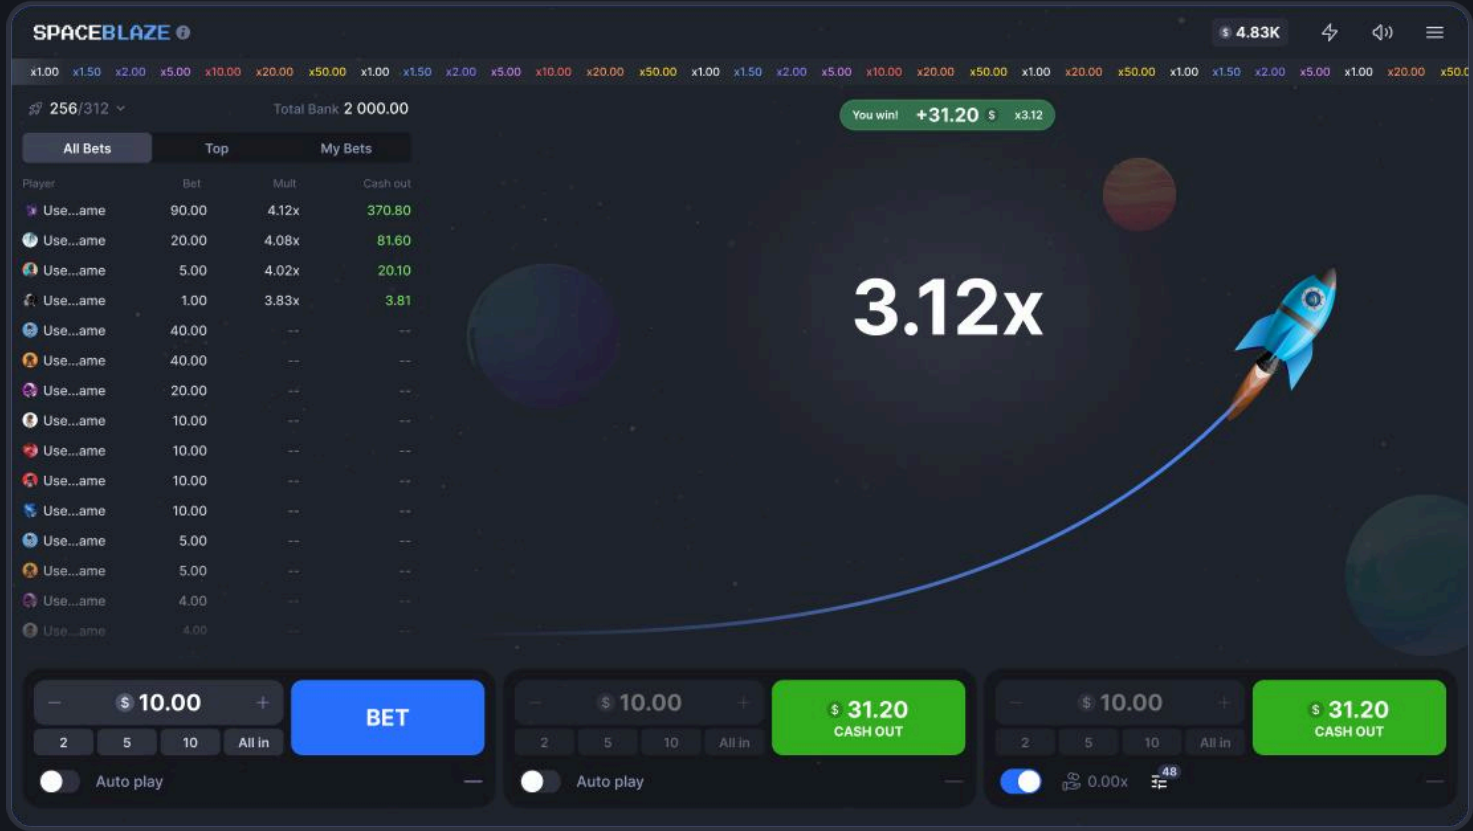 SPACEBLAZE
$ 4.83K
x1.00 x1.50 x2.00 x5.00 x10.00 x20.00 x50.00 x1.00 x1.50 x2.00 x5.00 x10.00 x20.00 x50.00 x1.00 x1.50 x2.00 x5.00 x10.00 x20.00 x50.00 x1.00 x20.00 x50.00 x1.00 x1.50 x2.00 x5.00 x1.00 x20.00 x50.0
256/312
Total Bank 2 000.00
All Bets Top My Bets
Player Bet Mult Cash out
Use...ame 90.00 4.12x 370.80
Use...ame 20.00 4.08x 81.60
Use...ame 5.00 4.02x 20.10
Use...ame 1.00 3.83x 3.81
Use...ame 40.00 -- --
Use...ame 40.00 -- --
Use...ame 20.00 -- --
Use...ame 10.00 -- --
Use...ame 10.00 -- --
Use...ame 10.00 -- --
Use...ame 10.00 -- --
Use...ame 5.00 -- --
Use...ame 5.00 -- --
Use...ame 4.00 -- --
Use...ame 4.00 -- --
You win! +31.20 $ x3.12
3.12x
$ 10.00
2 5 10 All in
BET
Auto play
$ 10.00
2 5 10 All in
$ 31.20
CASH OUT
Auto play
$ 10.00
2 5 10 All in
$ 31.20
CASH OUT
0.00x
48